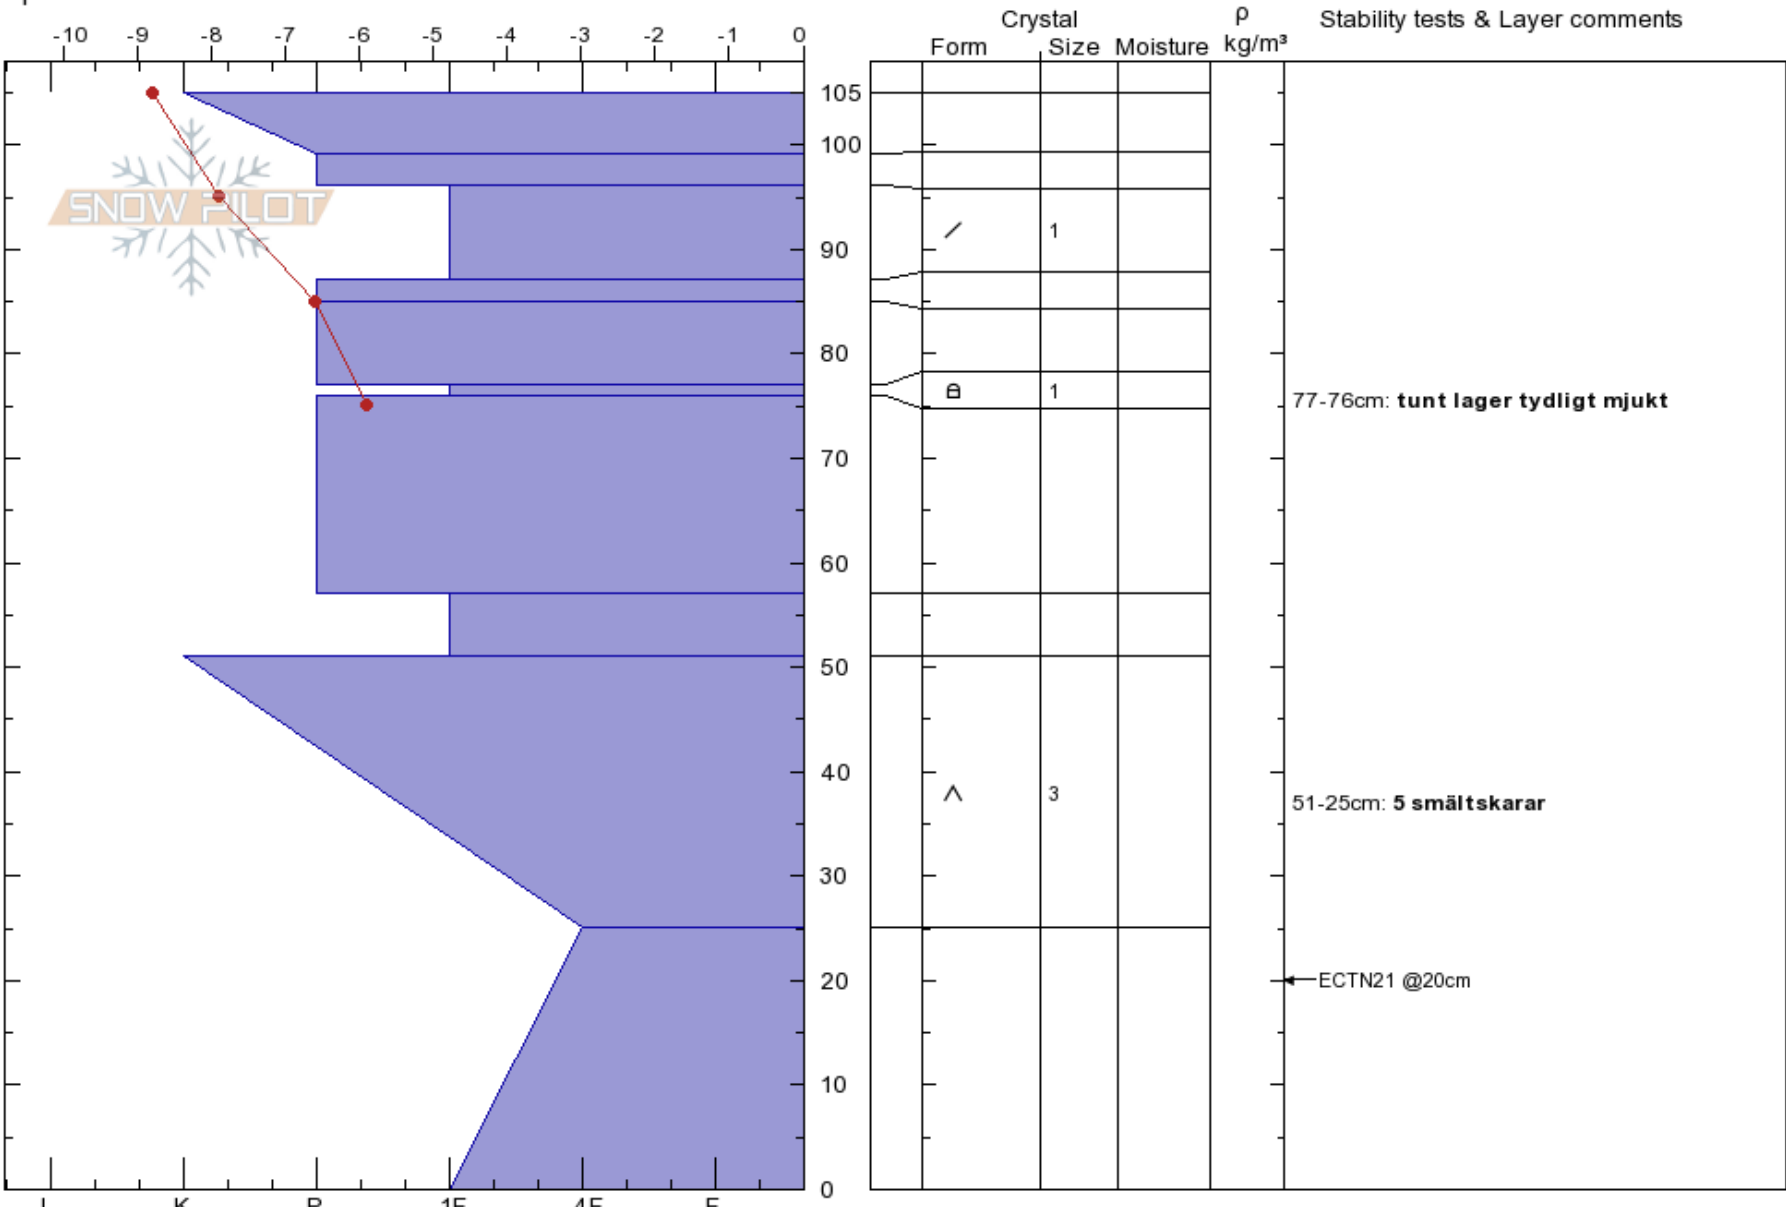 Crystal ρ Stability tests & Layer comments
-10 -9 -8 -7 -6 -5 -4 -3 -2 -1 0 Form Size Moisture kg/m³
105
100
SNOW PILOT
1
90
80
1
77-76cm: tunt lager tydligt mjukt
70
60
50
40
3
51-25cm: 5 smältskarar
30
20
ECTN21 @20cm
10
0
I K P 1F 4F F